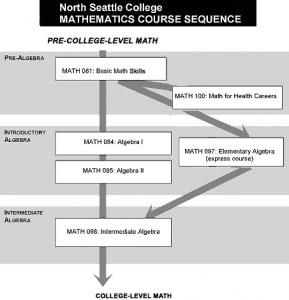 North Seattle College
MATHEMATICS COURSE SEQUENCE
PRE-COLLEGE-LEVEL MATH
PRE-ALGEBRA
MATH 081: Basic Math Skills
MATH 100: Math for Health Careers
INTRODUCTORY
ALGEBRA
MATH 084: Algebra I
MATH 085: Algebra II
MATH 097: Elementary Algebra
(express course)
INTERMEDIATE
ALGEBRA
MATH 098: Intermediate Algebra
COLLEGE-LEVEL MATH